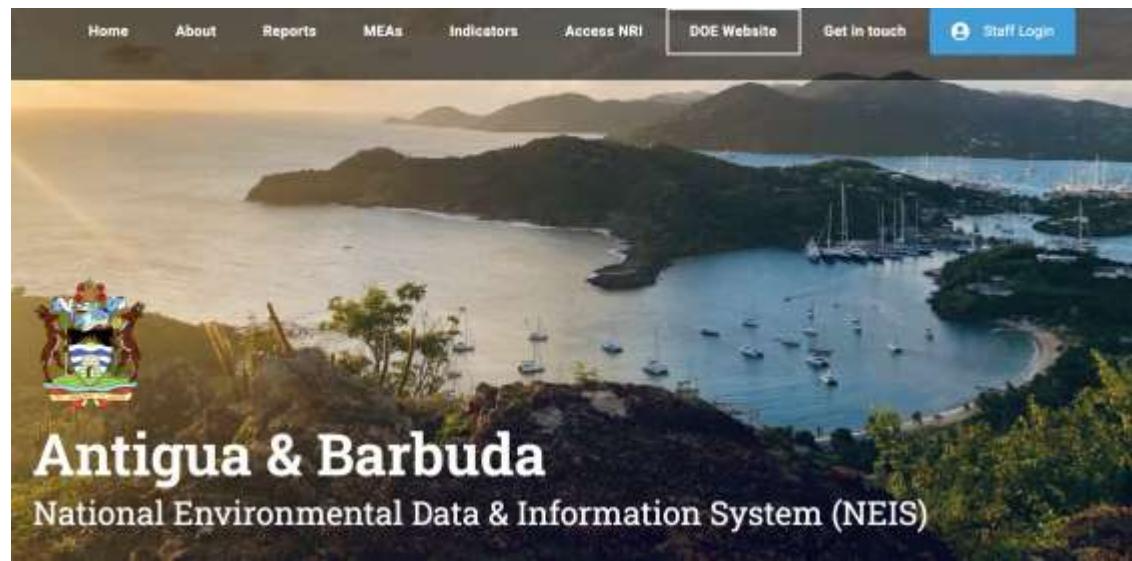 Home
About
Reports
MEAs
Indicators
Access NRI
DOE Website
Get in touch
Staff Login
Antigua & Barbuda
National Environmental Data & Information System (NEIS)